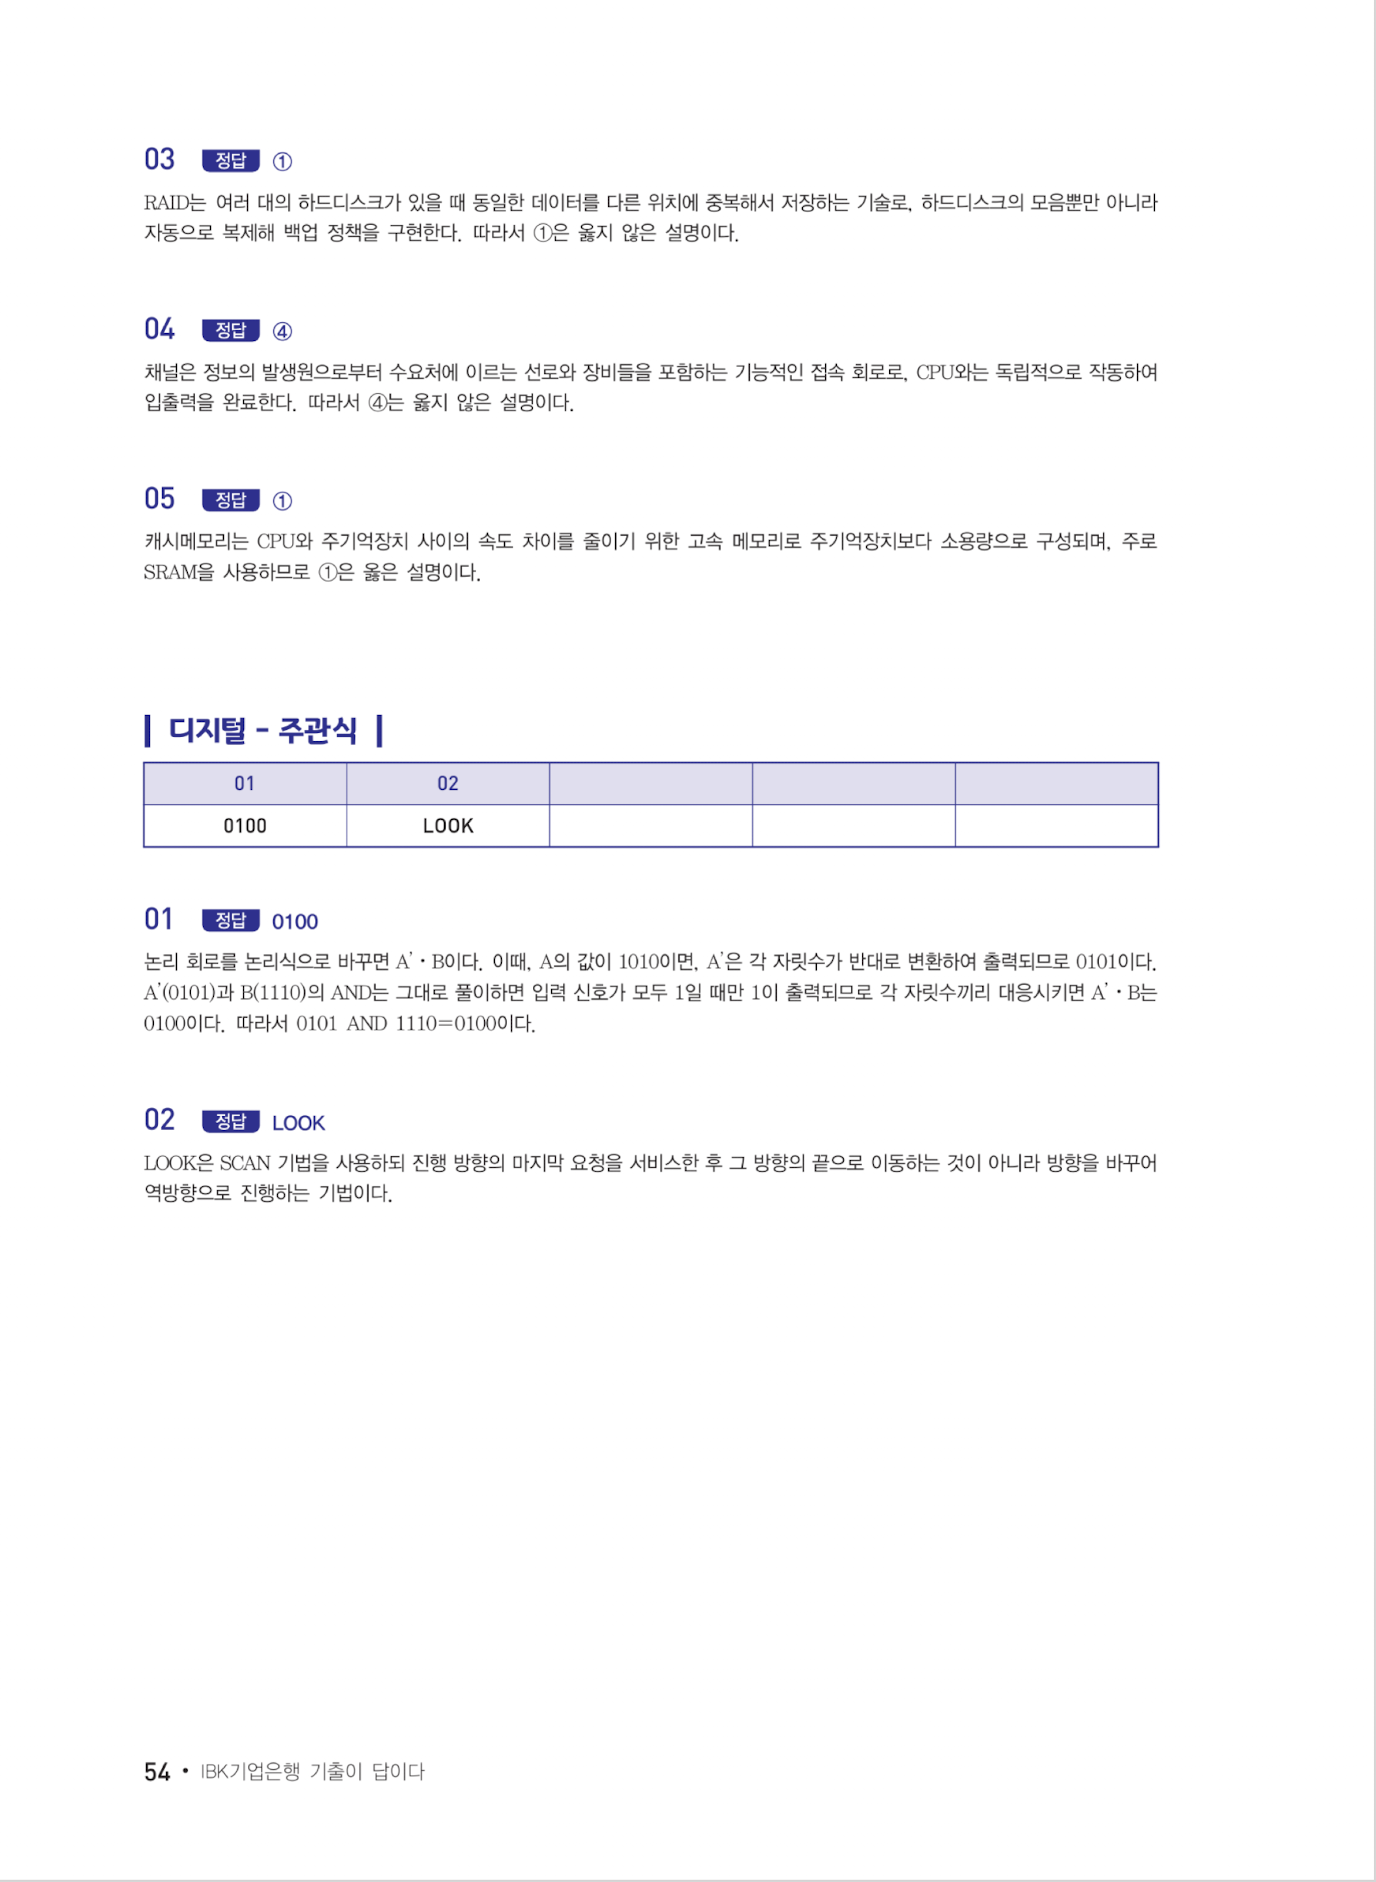 03 정답 ①
RAID는 여러 대의 하드디스크가 있을 때 동일한 데이터를 다른 위치에 중복해서 저장하는 기술로, 하드디스크의 모음뿐만 아니라
자동으로 복제해 백업 정책을 구현한다. 따라서 ①은 옳지 않은 설명이다.
04 정답 ④
채널은 정보의 발생원으로부터 수요처에 이르는 선로와 장비들을 포함하는 기능적인 접속 회로로, CPU와는 독립적으로 작동하여
입출력을 완료한다. 따라서 ④는 옳지 않은 설명이다.
05 정답 ①
캐시메모리는 CPU와 주기억장치 사이의 속도 차이를 줄이기 위한 고속 메모리로 주기억장치보다 소용량으로 구성되며, 주로
SRAM을 사용하므로 ①은 옳은 설명이다.
디지털 - 주관식
01 02
0100 LOOK
01 정답 0100
논리 회로를 논리식으로 바꾸면 A'·B이다. 이때, A의 값이 1010이면, A'은 각 자릿수가 반대로 변환하여 출력되므로 0101이다.
A'(0101)과 B(1110)의 AND는 그대로 풀이하면 입력 신호가 모두 1일 때만 1이 출력되므로 각 자릿수끼리 대응시키면 A'·B는
0100이다. 따라서 0101 AND 1110=0100이다.
02 정답 LOOK
LOOK은 SCAN 기법을 사용하되 진행 방향의 마지막 요청을 서비스한 후 그 방향의 끝으로 이동하는 것이 아니라 방향을 바꾸어
역방향으로 진행하는 기법이다.
54 • IBK기업은행 기출이 답이다